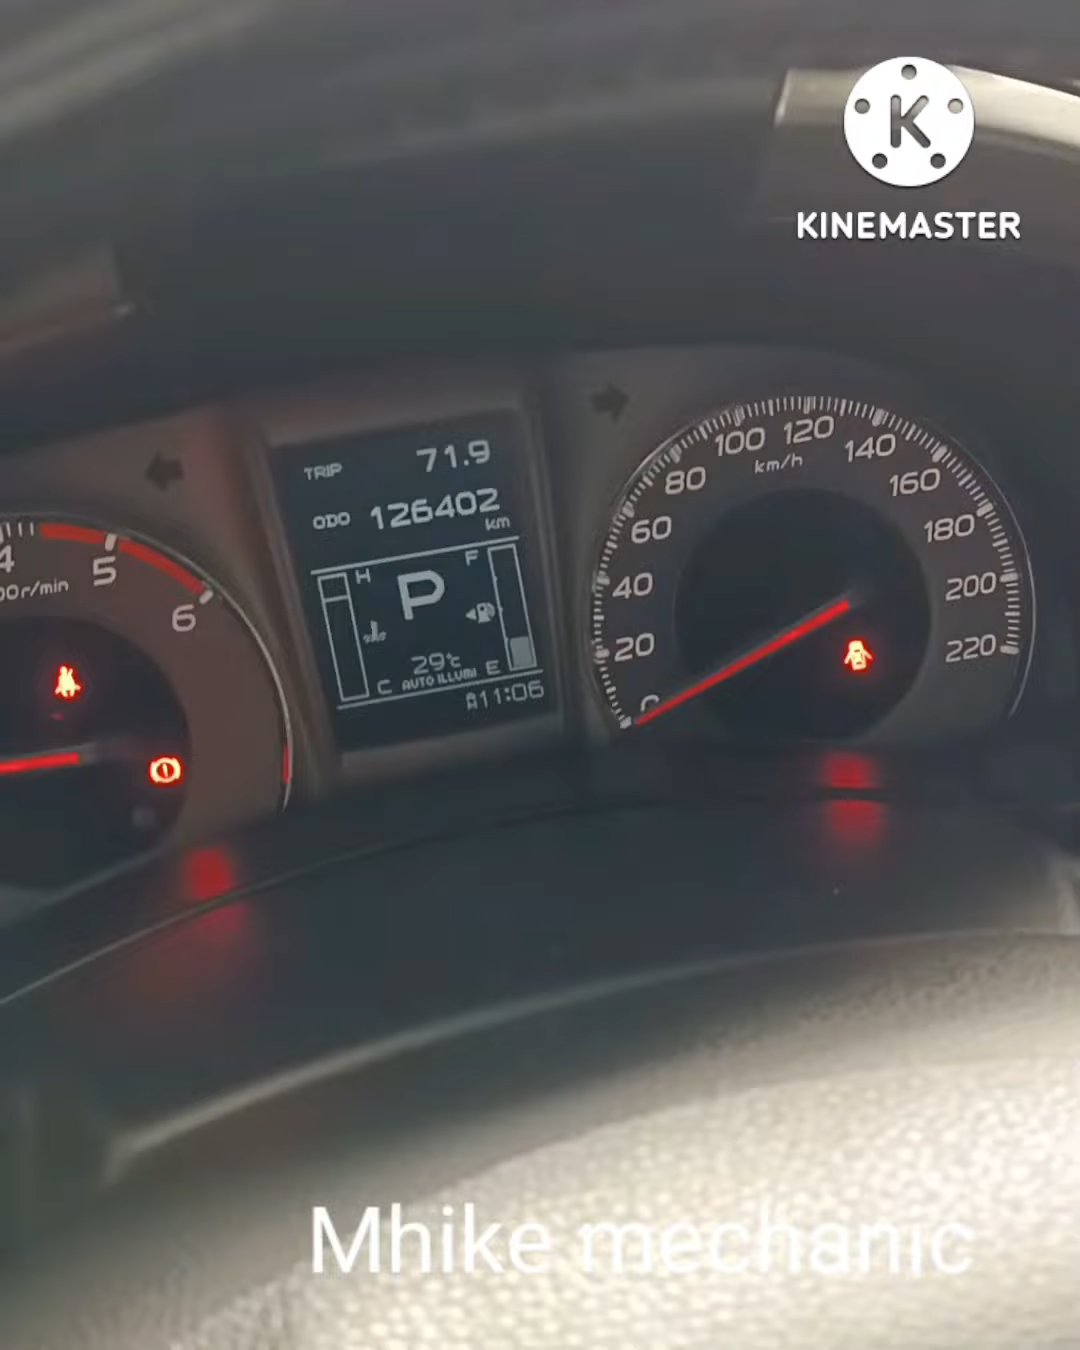 K
KINEMASTER
TRIP 71.9
ODO 126402
km
H P F
29℃
C AUTO ILLUMI E
A11:06
4 5 6
r/min
20 40 60 80 100 120 140 160 180 200 220
km/h
Mhike mechanic